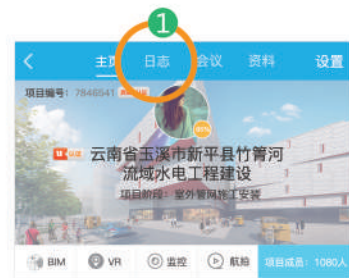 1
主页 日志 会议 资料 设置
项目编号：7846541
95%
云南省玉溪市新平县竹箐河
流域水电工程建设
项目阶段：室外管网施工安装
BIM VR 监控 航拍 项目成员：1080人